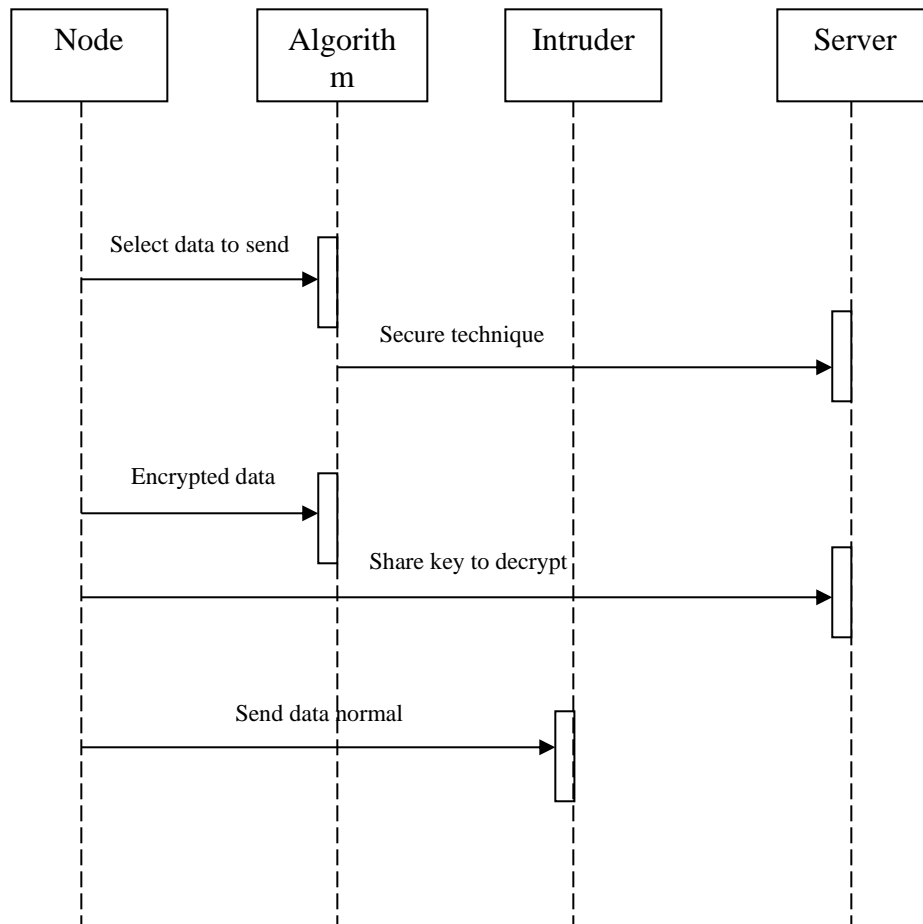 Node
Algorith
m
Intruder
Server
Select data to send
Secure technique
Encrypted data
Share key to decrypt
Send data normal